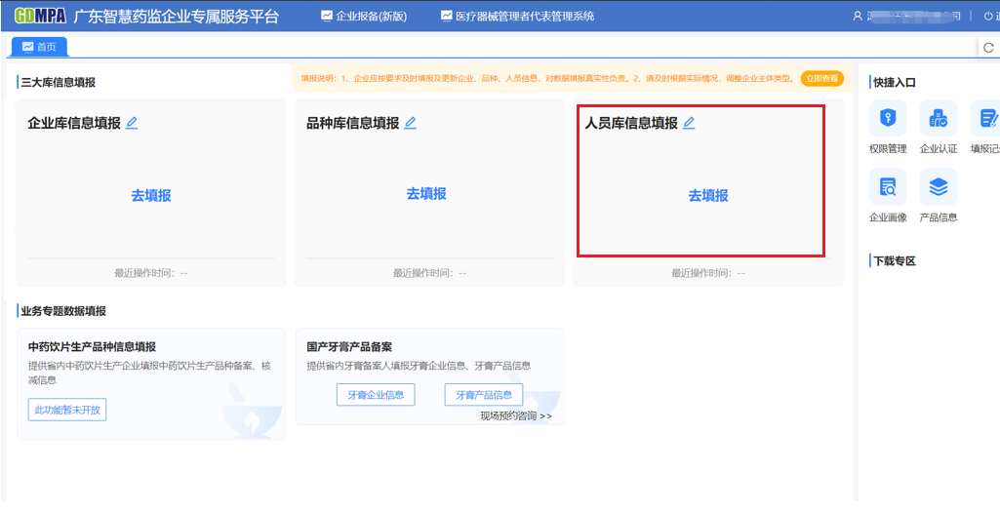 GDMPA 广东智慧药监企业专属服务平台 企业报备(新版) 医疗器械管理者代表管理系统
首页
三大库信息填报
填报说明：1、企业应按要求及时填报及更新企业、品种、人员信息，对数据填报真实性负责。2、请及时根据实际情况，调整企业主体类型。 立即查看
企业库信息填报
去填报
最近操作时间：--
品种库信息填报
去填报
最近操作时间：--
人员库信息填报
去填报
最近操作时间：--
业务专题数据填报
中药饮片生产品种信息填报
提供省内中药饮片生产企业填报中药饮片生产品种备案、核
减信息
此功能暂未开放
国产牙膏产品备案
提供省内牙膏备案人填报牙膏企业信息、牙膏产品信息
牙膏企业信息 牙膏产品信息
现场预约咨询 >>
快捷入口
权限管理 企业认证 填报记
企业画像 产品信息
下载专区